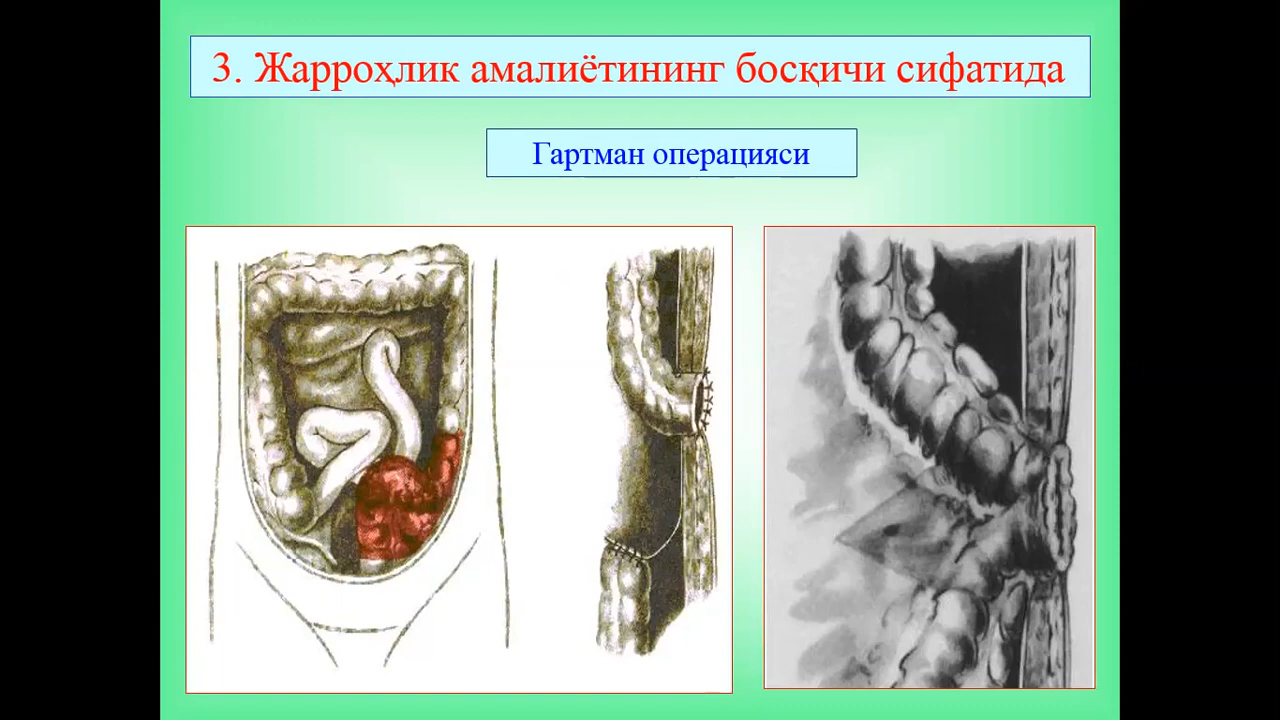 3. Жарроҳлик амалиётининг босқичи сифатида
Гартман операцияси